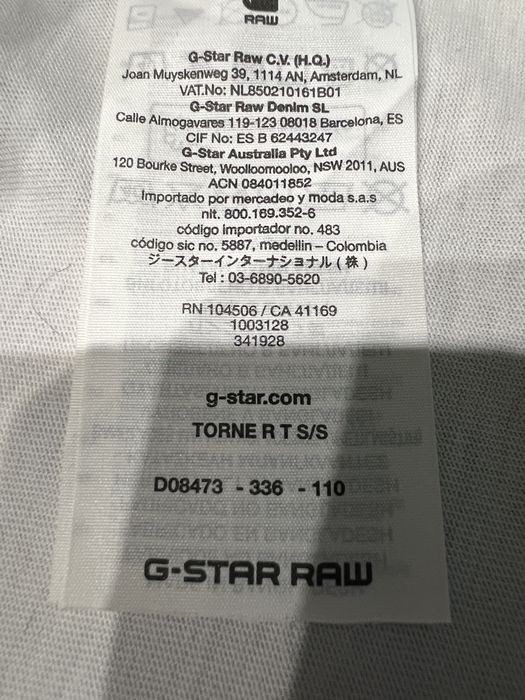 RAW
G-Star Raw C.V. (H.Q.)
Joan Muyskenweg 39, 1114 AN, Amsterdam, NL
VAT.No: NL850210161B01
G-Star Raw Denim SL
Calle Almogavares 119-123 08018 Barcelona, ES
CIF No: ES B 62443247
G-Star Australia Pty Ltd
120 Bourke Street, Woolloomooloo, NSW 2011, AUS
ACN 084011852
Importado por mercadeo y moda s.a.s
nit. 800.169.352-6
código importador no. 483
código sic no. 5887, medellin – Colombia
ジースターインターナショナル ( 株 )
Tel : 03-6890-5620
RN 104506 / CA 41169
1003128
341928
g-star.com
TORNE R T S/S
D08473 - 336 - 110
G-STAR RAW